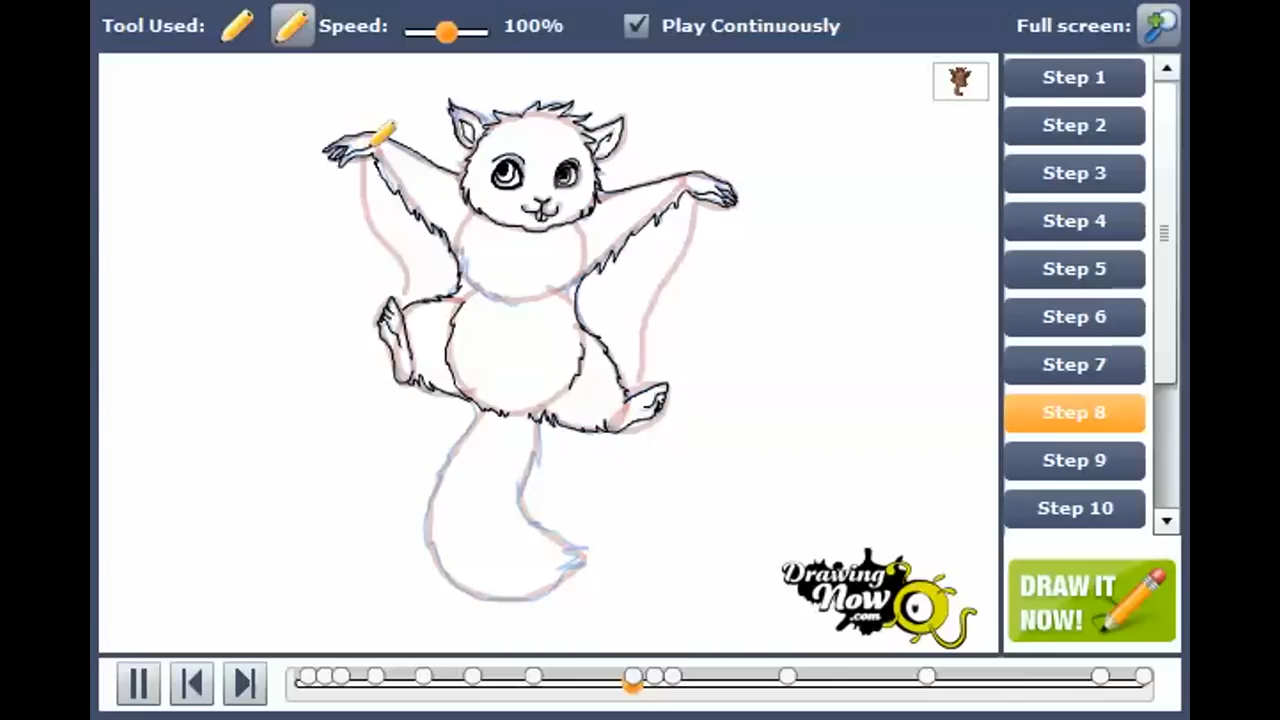 Tool Used:
Speed:
100%
Play Continuously
Full screen:
Step 1
Step 2
Step 3
Step 4
Step 5
Step 6
Step 7
Step 8
Step 9
Step 10
Drawing
Now
.com
DRAW IT
NOW!